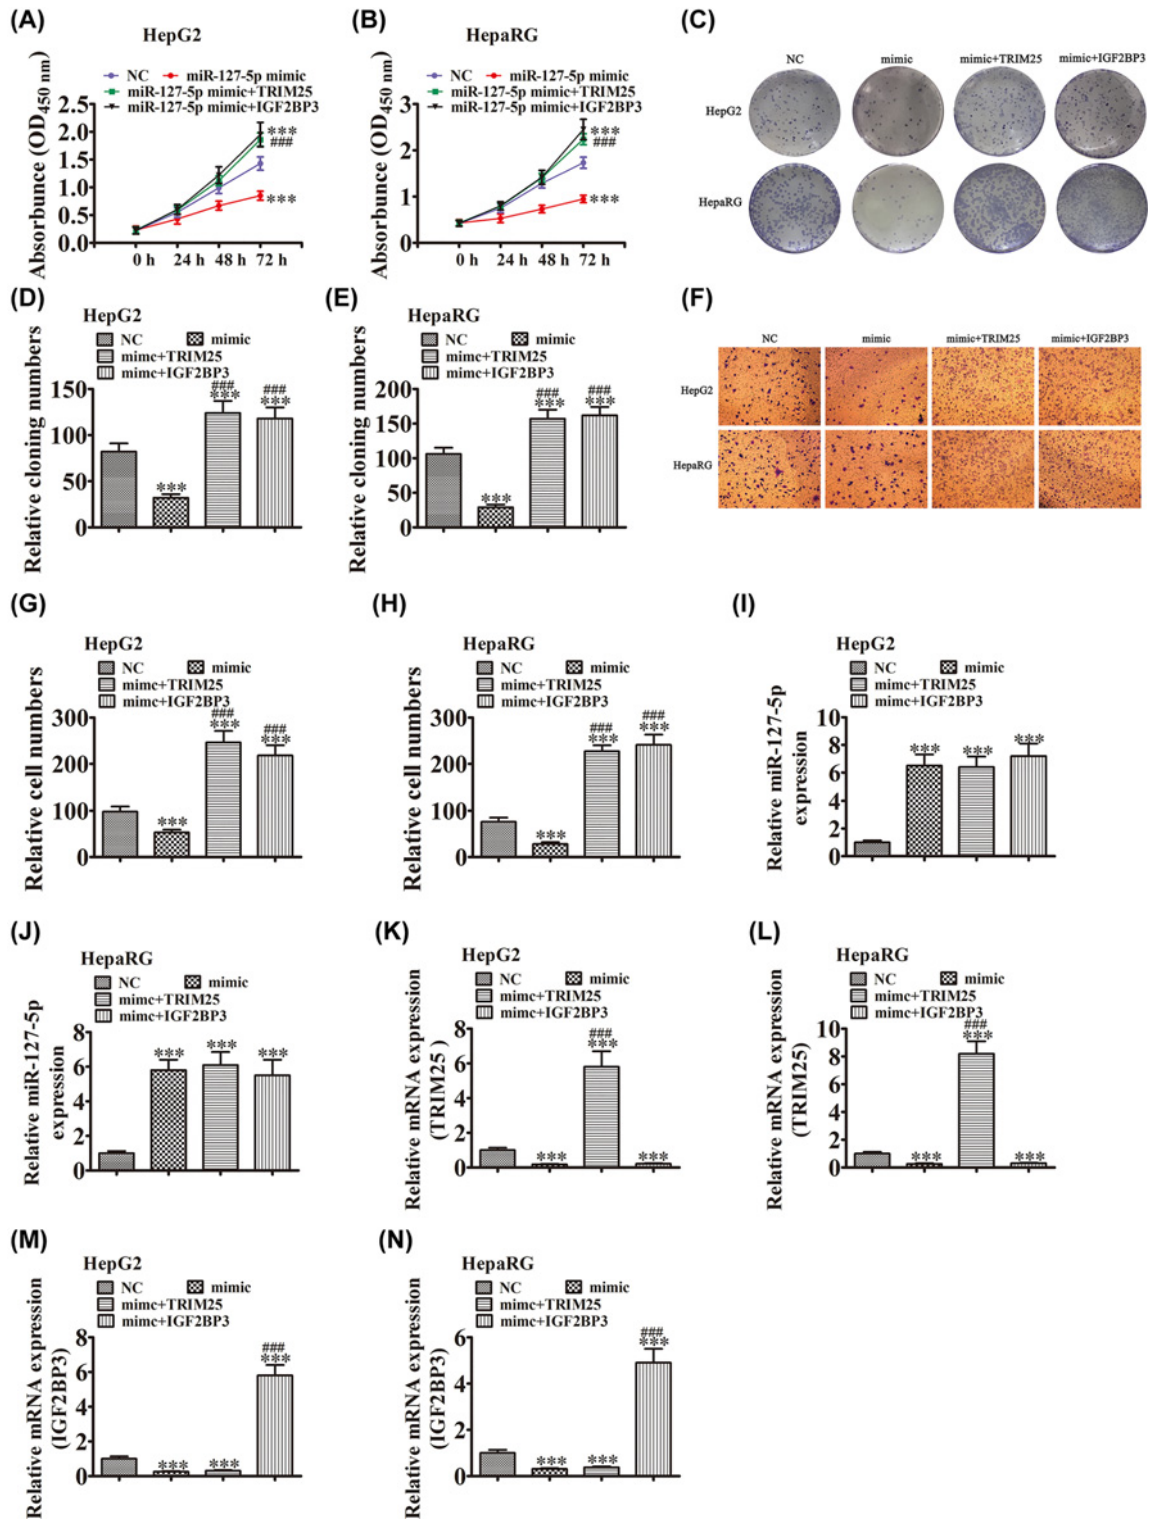 (A)
HepG2
NC miR-127-5p mimic
miR-127-5p mimic+TRIM25
miR-127-5p mimic+IGF2BP3
Absorbunce (OD450 nm)
2.5
2.0
1.5
1.0
0.5
0.0
***
###
***
0 h 24 h 48 h 72 h
(B)
HepaRG
NC miR-127-5p mimic
miR-127-5p mimic+TRIM25
miR-127-5p mimic+IGF2BP3
Absorbunce (OD450 nm)
3
2
1
0
***
###
***
0 h 24 h 48 h 72 h
(C)
NC mimic mimic+TRIM25 mimic+IGF2BP3
HepG2
HepaRG
(D)
HepG2
NC mimic
mimc+TRIM25
mimc+IGF2BP3
Relative cloning numbers
150
100
50
0
***
###
***
###
***
(E)
HepaRG
NC mimic
mimc+TRIM25
mimc+IGF2BP3
Relative cloning numbers
200
150
100
50
0
***
###
***
###
***
(F)
NC mimic mimic+TRIM25 mimic+IGF2BP3
HepG2
HepaRG
(G)
HepG2
NC mimic
mimc+TRIM25
mimc+IGF2BP3
Relative cell numbers
300
200
100
0
***
###
***
###
***
(H)
HepaRG
NC mimic
mimc+TRIM25
mimc+IGF2BP3
Relative cell numbers
300
200
100
0
***
###
***
###
***
(I)
HepG2
NC mimic
mimc+TRIM25
mimc+IGF2BP3
Relative miR-127-5p
expression
10
8
6
4
2
0
*** *** ***
(J)
HepaRG
NC mimic
mimc+TRIM25
mimc+IGF2BP3
Relative miR-127-5p
expression
8
6
4
2
0
*** *** ***
(K)
HepG2
NC mimic
mimc+TRIM25
mimc+IGF2BP3
Relative mRNA expression
(TRIM25 )
8
6
4
2
0
***
###
***
***
(L)
HepaRG
NC mimic
mimc+TRIM25
mimc+IGF2BP3
Relative mRNA expression
(TRIM25)
10
8
6
4
2
0
***
###
***
***
(M)
HepG2
NC mimic
mimc+TRIM25
mimc+IGF2BP3
Relative mRNA expression
(IGF2BP3)
8
6
4
2
0
*** ***
###
***
(N)
HepaRG
NC mimic
mimc+TRIM25
mimc+IGF2BP3
Relative mRNA expression
(IGF2BP3)
6
4
2
0
*** ***
###
***